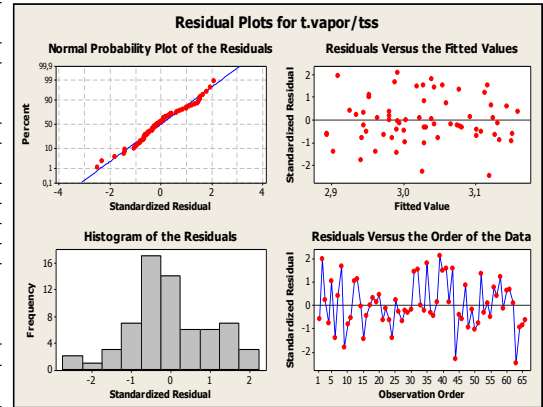 Residual Plots for t.vapor/tss
Normal Probability Plot of the Residuals
99,9
99
90
50
10
1
0,1
Percent
-4 -2 0 2 4
Standardized Residual
Residuals Versus the Fitted Values
2
1
0
-1
-2
Standardized Residual
2,9 3,0 3,1
Fitted Value
Histogram of the Residuals
16
12
8
4
0
Frequency
-2 -1 0 1 2
Standardized Residual
Residuals Versus the Order of the Data
2
1
0
-1
-2
Standardized Residual
1 5 10 15 20 25 30 35 40 45 50 55 60 65
Observation Order